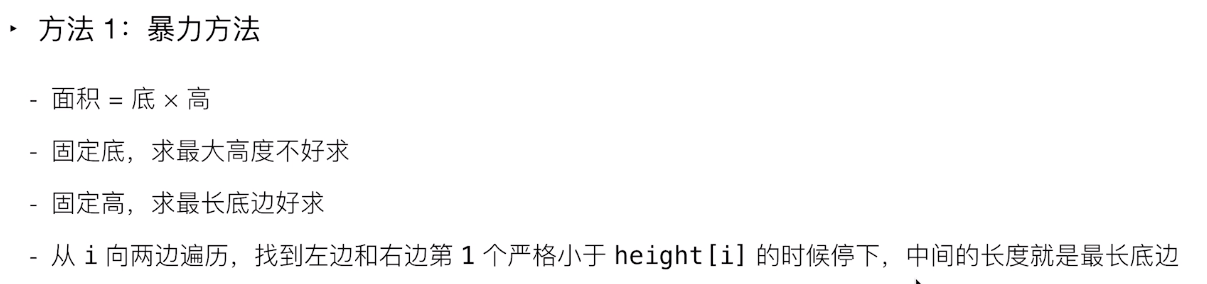 ‣ 方法 1：暴力方法
- 面积 = 底 × 高
- 固定底，求最大高度不好求
- 固定高，求最长底边好求
- 从 i 向两边遍历，找到左边和右边第 1 个严格小于 height[i] 的时候停下，中间的长度就是最长底边